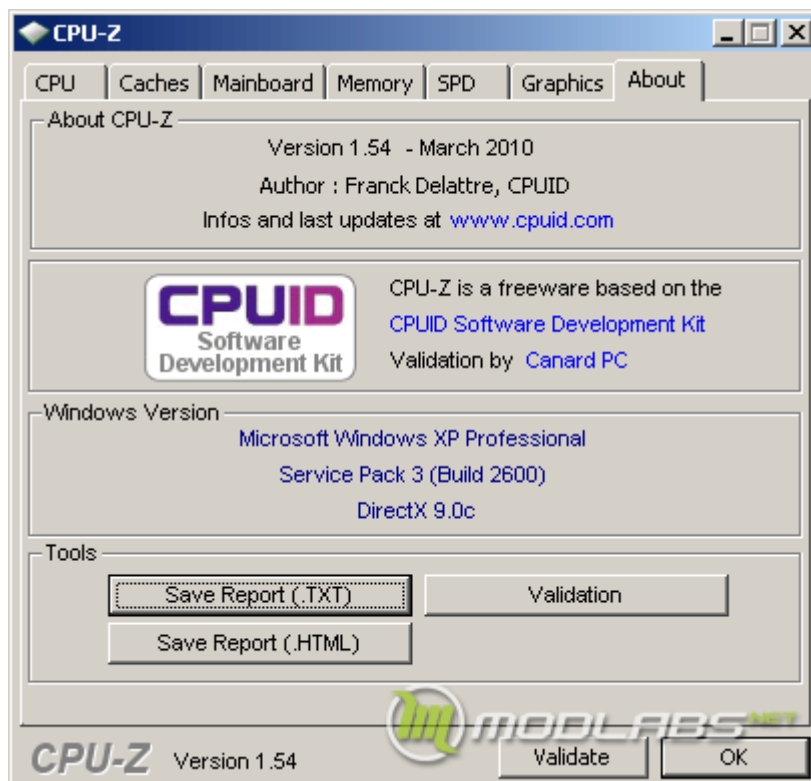 CPU-Z
CPU Caches Mainboard Memory SPD Graphics About
About CPU-Z
Version 1.54 - March 2010
Author : Franck Delattre, CPUID
Infos and last updates at www.cpuid.com
CPUID
Software
Development Kit
CPU-Z is a freeware based on the
CPUID Software Development Kit
Validation by Canard PC
Windows Version
Microsoft Windows XP Professional
Service Pack 3 (Build 2600)
DirectX 9.0c
Tools
Save Report (.TXT) Validation
Save Report (.HTML)
MODLABS.NET
CPU-Z Version 1.54 Validate OK